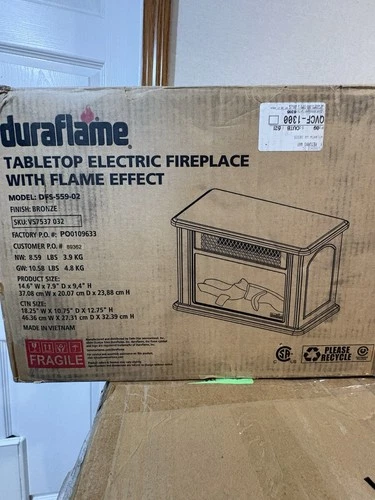 duraflame
TABLETOP ELECTRIC FIREPLACE
WITH FLAME EFFECT
MODEL: DFS-559-02
FINISH: BRONZE
SKU: VS7537 032
FACTORY P.O. #: PO0109633
CUSTOMER P.O. # 69362
NW: 8.59 LBS 3.9 KG
GW: 10.58 LBS 4.8 KG
PRODUCT SIZE:
14.6" W x 7.9" D x 9,4" H
37.08 cm W x 20.07 cm D x 23,88 cm H
CTN SIZE:
18.25" W X 10.75" D X 12.75" H
46.36 cm W X 27.31 cm D X 32.39 cm H
MADE IN VIETNAM
FRAGILE
QVCF-1300
SA
PLEASE
RECYCLE